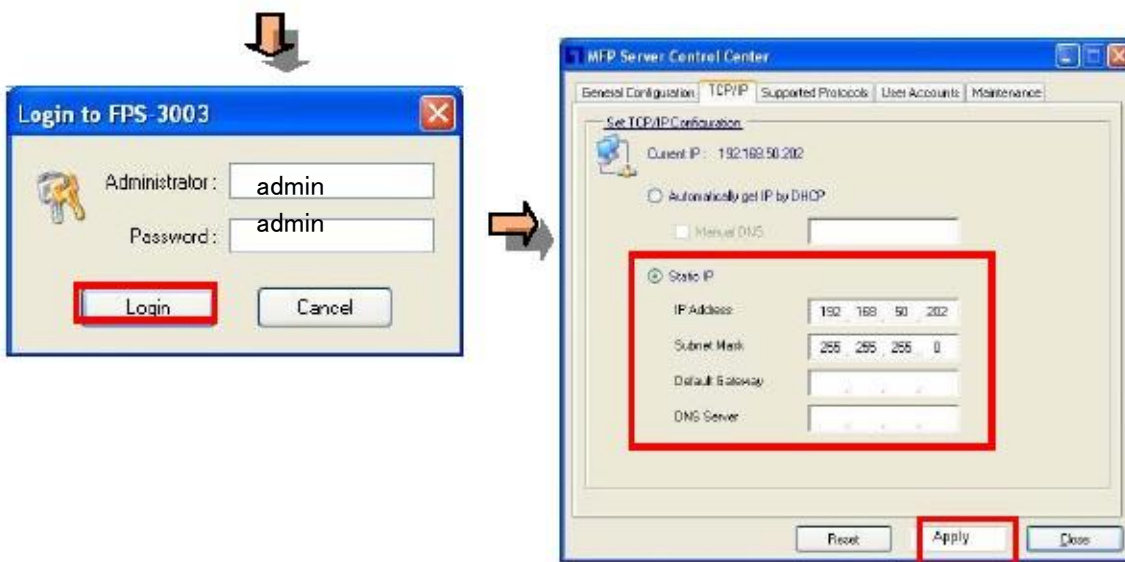 Login to FPS-3003
Administrator : admin
Password : admin
Login Cancel
MFP Server Control Center
General Configuration TCP/IP Supported Protocols User Accounts Maintenance
Set TCP/IP Configuration
Current IP : 192.168.50.202
Automatically get IP by DHCP
Manual DNS
Static IP
IP Address 192 . 168 . 50 . 202
Subnet Mask 255 . 255 . 255 . 0
Default Gateway . . .
DNS Server . . .
Reset Apply Close